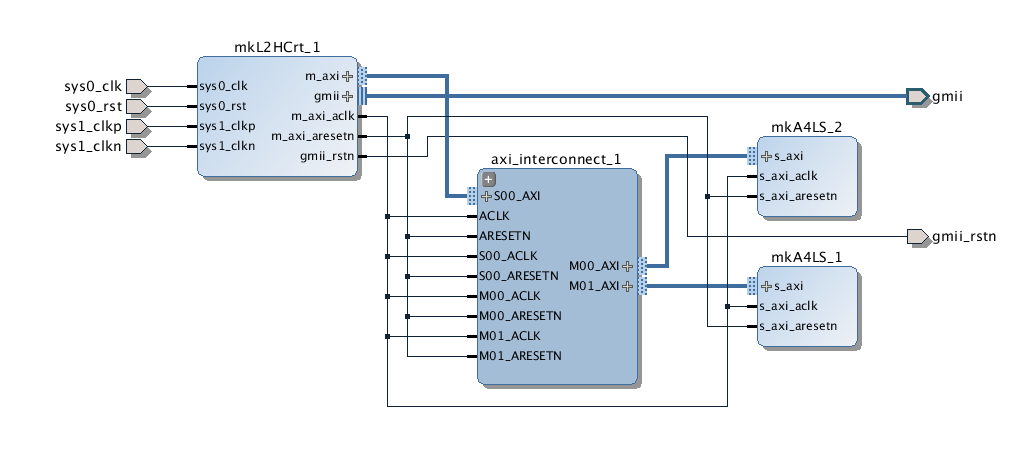 mkL2HCrt_1
sys0_clk
sys0_rst
sys1_clkp
sys1_clkn
sys0_clk
sys0_rst
sys1_clkp
sys1_clkn
m_axi
gmii
m_axi_aclk
m_axi_aresetn
gmii_rstn
axi_interconnect_1
S00_AXI
ACLK
ARESETN
S00_ACLK
S00_ARESETN
M00_ACLK
M00_ARESETN
M01_ACLK
M01_ARESETN
M00_AXI
M01_AXI
gmii
mkA4LS_2
s_axi
s_axi_aclk
s_axi_aresetn
gmii_rstn
mkA4LS_1
s_axi
s_axi_aclk
s_axi_aresetn